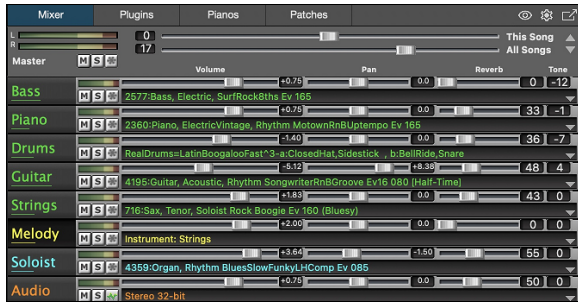 Mixer Plugins Pianos Patches
L 0 This Song
R 17 All Songs
Master M S
Volume Pan Reverb Tone
Bass +0.75 0.0 0 -12
M S 2577:Bass, Electric, SurfRock8ths Ev 165
Piano +0.75 0.0 33 -1
M S 2360:Piano, ElectricVintage, Rhythm MotownRnBUptempo Ev 165
Drums -1.40 0.0 36 -7
M S RealDrums=LatinBoogalooFast^3-a:ClosedHat,Sidestick , b:BellRide,Snare
Guitar -5.12 +8.38 48 4
M S 4195:Guitar, Acoustic, Rhythm SongwriterRnBGroove Ev16 080 [Half-Time]
Strings +1.83 0.0 43 0
M S 716:Sax, Tenor, Soloist Rock Boogie Ev 160 (Bluesy)
Melody +2.00 0.0 0 0
M S Instrument: Strings
Soloist +3.64 -1.50 55 0
M S 4359:Organ, Rhythm BluesSlowFunkyLHComp Ev 085
Audio +0.75 0.0 50 0
M S Stereo 32-bit